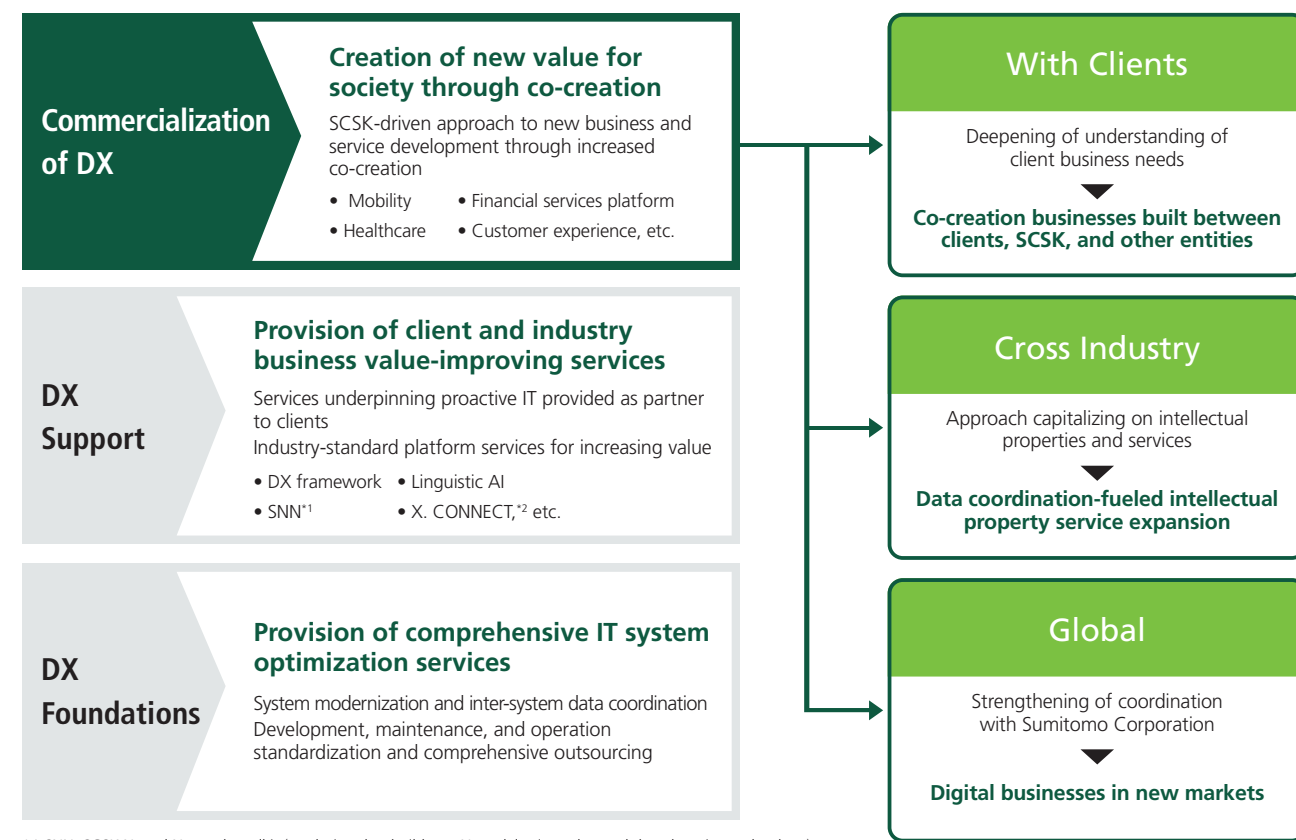 Commercialization
of DX
Creation of new value for
society through co-creation
SCSK-driven approach to new business and
service development through increased
co-creation
• Mobility • Financial services platform
• Healthcare • Customer experience, etc.
DX
Support
Provision of client and industry
business value-improving services
Services underpinning proactive IT provided as partner
to clients
Industry-standard platform services for increasing value
• DX framework • Linguistic AI
• SNN*1 • X. CONNECT,*2 etc.
DX
Foundations
Provision of comprehensive IT system
optimization services
System modernization and inter-system data coordination
Development, maintenance, and operation
standardization and comprehensive outsourcing
With Clients
Deepening of understanding of
client business needs
Co-creation businesses built between
clients, SCSK, and other entities
Cross Industry
Approach capitalizing on intellectual
properties and services
Data coordination-fueled intellectual
property service expansion
Global
Strengthening of coordination
with Sumitomo Corporation
Digital businesses in new markets